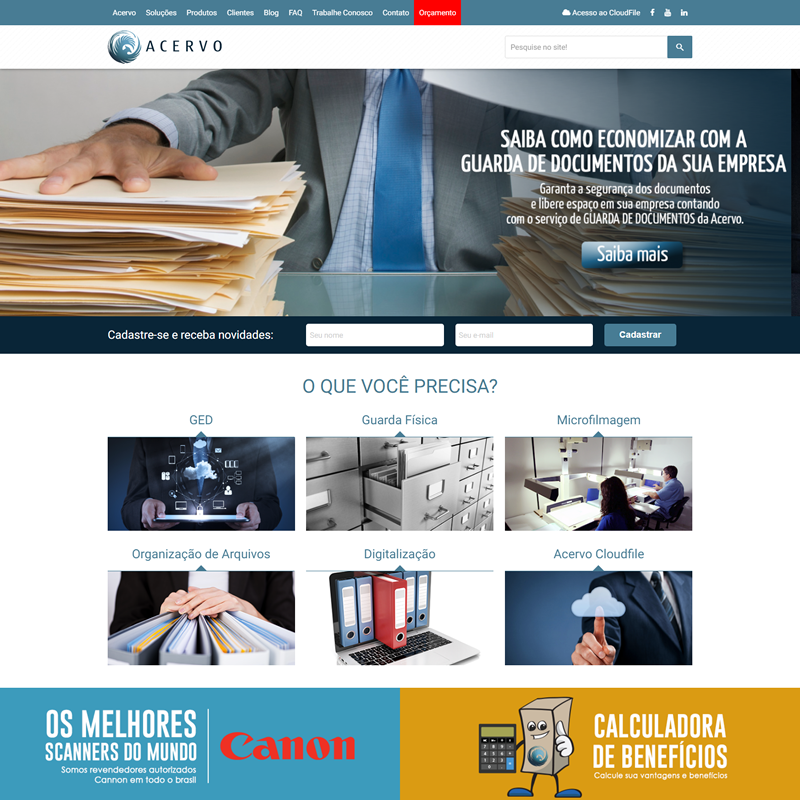 Acervo Soluções Produtos Clientes Blog FAQ Trabalhe Conosco Contato Orçamento Acesso ao CloudFile
ACERVO
Pesquise no site!
SAIBA COMO ECONOMIZAR COM A
GUARDA DE DOCUMENTOS DA SUA EMPRESA
Garanta a segurança dos documentos
e libere espaço em sua empresa contando
com o serviço de GUARDA DE DOCUMENTOS da Acervo.
Saiba mais
Cadastre-se e receba novidades: Seu nome Seu e-mail Cadastrar
O QUE VOCÊ PRECISA?
GED Guarda Física Microfilmagem
Organização de Arquivos Digitalização Acervo Cloudfile
OS MELHORES
SCANNERS DO MUNDO
Somos revendedores autorizados
Cannon em todo o brasil
Canon
CALCULADORA
DE BENEFÍCIOS
Calcule sua vantagens e benefícios